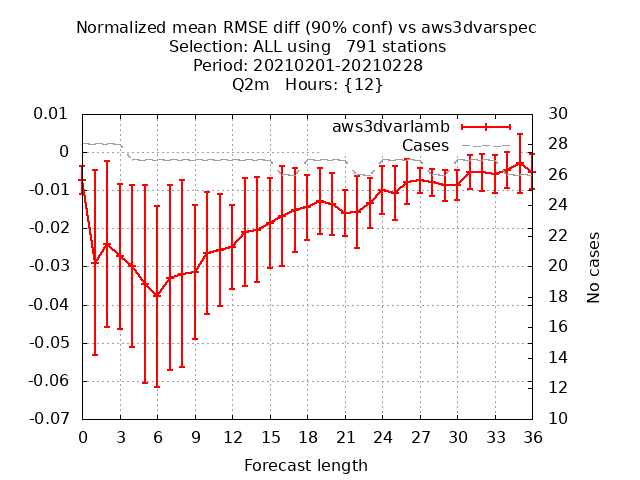 Normalized mean RMSE diff (90% conf) vs aws3dvarspec
Selection: ALL using   791 stations
Period: 20210201-20210228
Q2m   Hours: {12}
aws3dvarlamb
Cases
0.01
0
-0.01
-0.02
-0.03
-0.04
-0.05
-0.06
-0.07
30
28
26
24
22
20
18
16
14
12
10
No cases
0 3 6 9 12 15 18 21 24 27 30 33 36
Forecast length